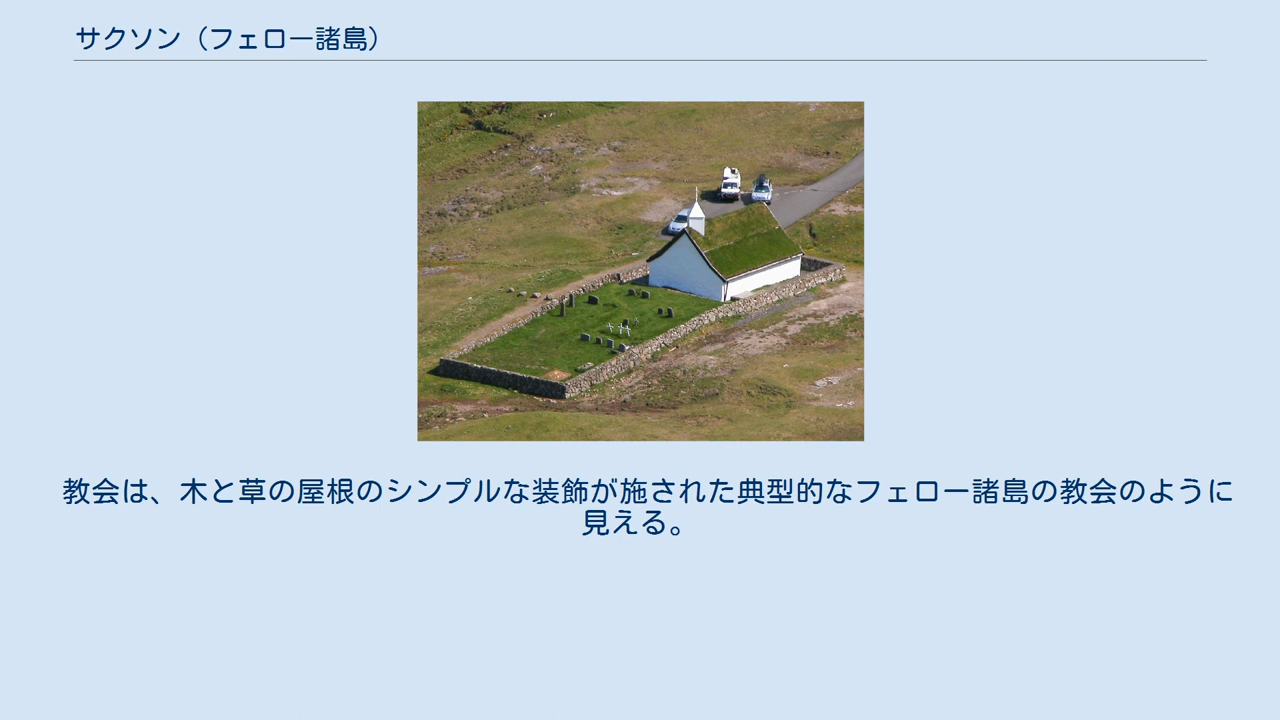 サクソン（フェロー諸島）
教会は、木と草の屋根のシンプルな装飾が施された典型的なフェロー諸島の教会のように
見える。